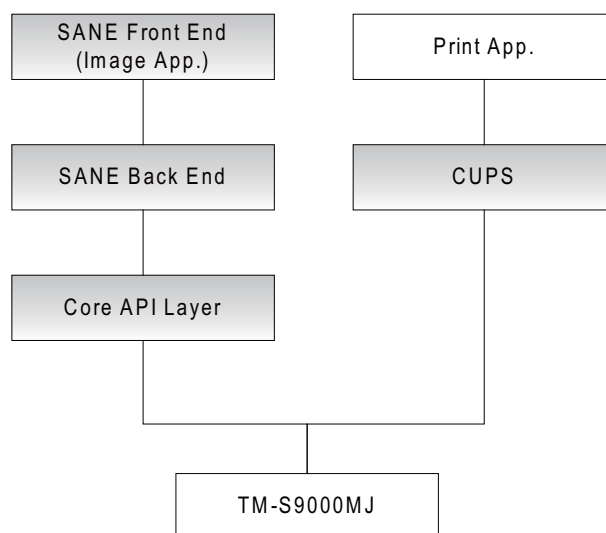 SANE Front End
(Image App.)
Print App.
SANE Back End
CUPS
Core API Layer
TM-S9000MJ